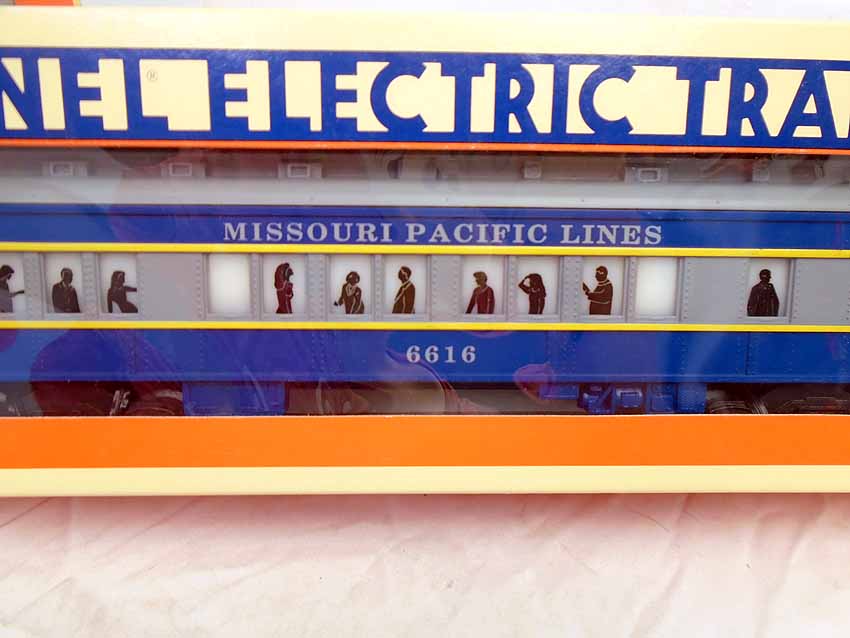 NEL® ELECTRIC TRA
MISSOURI PACIFIC LINES
6616